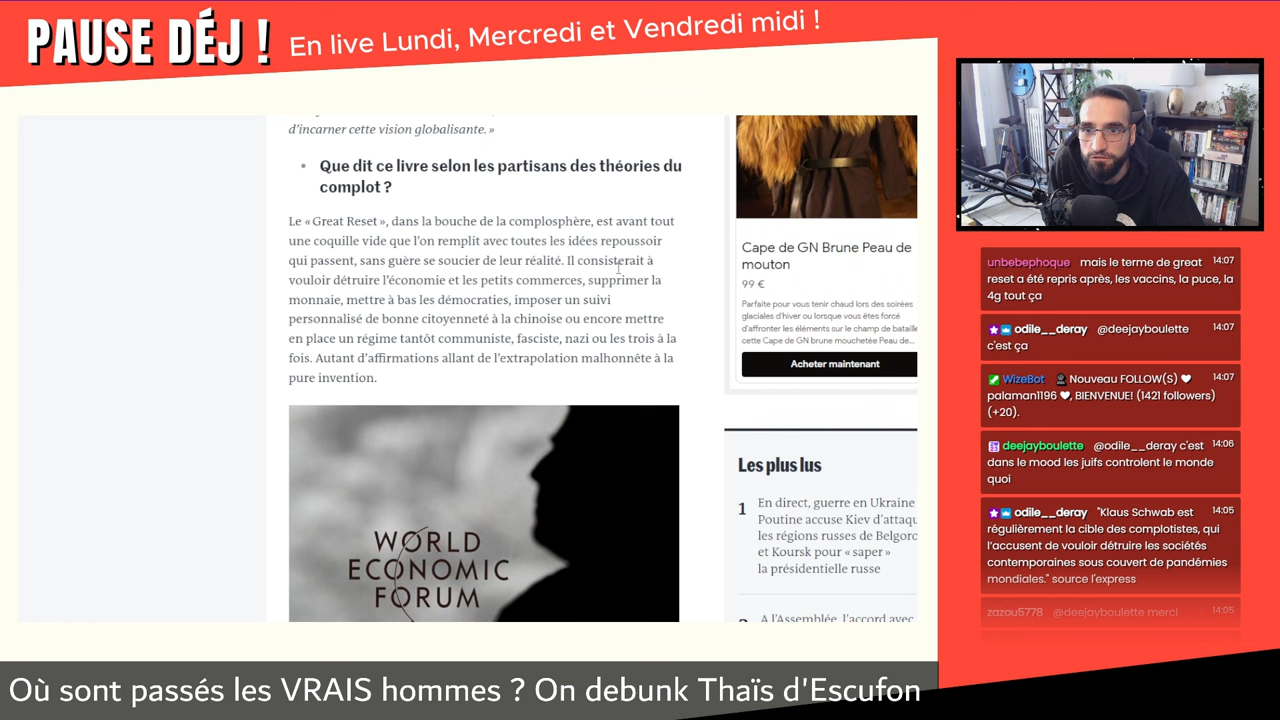 PAUSE DÉJ !
En live Lundi, Mercredi et Vendredi midi !
d'incarner cette vision globalisante. »
• Que dit ce livre selon les partisans des théories du
complot ?
Le « Great Reset », dans la bouche de la complosphère, est avant tout
une coquille vide que l'on remplit avec toutes les idées repoussoir
qui passent, sans guère se soucier de leur réalité. Il consisterait à
vouloir détruire l'économie et les petits commerces, supprimer la
monnaie, mettre à bas les démocraties, imposer un suivi
personnalisé de bonne citoyenneté à la chinoise ou encore mettre
en place un régime tantôt communiste, fasciste, nazi ou les trois à la
fois. Autant d'affirmations allant de l'extrapolation malhonnête à la
pure invention.
WORLD
ECONOMIC
FORUM
Cape de GN Brune Peau de
mouton
99 €
Parfaite pour vous tenir chaud lors des soirées
glaciales d'hiver ou lorsque vous êtes forcé
d'affronter les éléments sur le champ de bataille
cette Cape de GN brune mouchetée Peau de...
Acheter maintenant
Les plus lus
1 En direct, guerre en Ukraine
Poutine accuse Kiev d'attaqu
les régions russes de Belgoro
et Koursk pour « saper »
la présidentielle russe
A l'Assemblée, l'accord avec
unbebephoque mais le terme de great 14:07
reset a été repris après, les vaccins, la puce, la
4g tout ça
odile__deray @deejayboulette 14:07
c'est ça
WizeBot Nouveau FOLLOW(S) 14:07
palaman1196, BIENVENUE! (1421 followers)
(+20).
deejayboulette @odile__deray c'est 14:06
dans le mood les juifs controlent le monde
quoi
odile__deray "Klaus Schwab est 14:05
régulièrement la cible des complotistes, qui
l'accusent de vouloir détruire les sociétés
contemporaines sous couvert de pandémies
mondiales." source l'express
zazou5778 @deejayboulette merci 14:05
Où sont passés les VRAIS hommes ? On debunk Thaïs d'Escufon